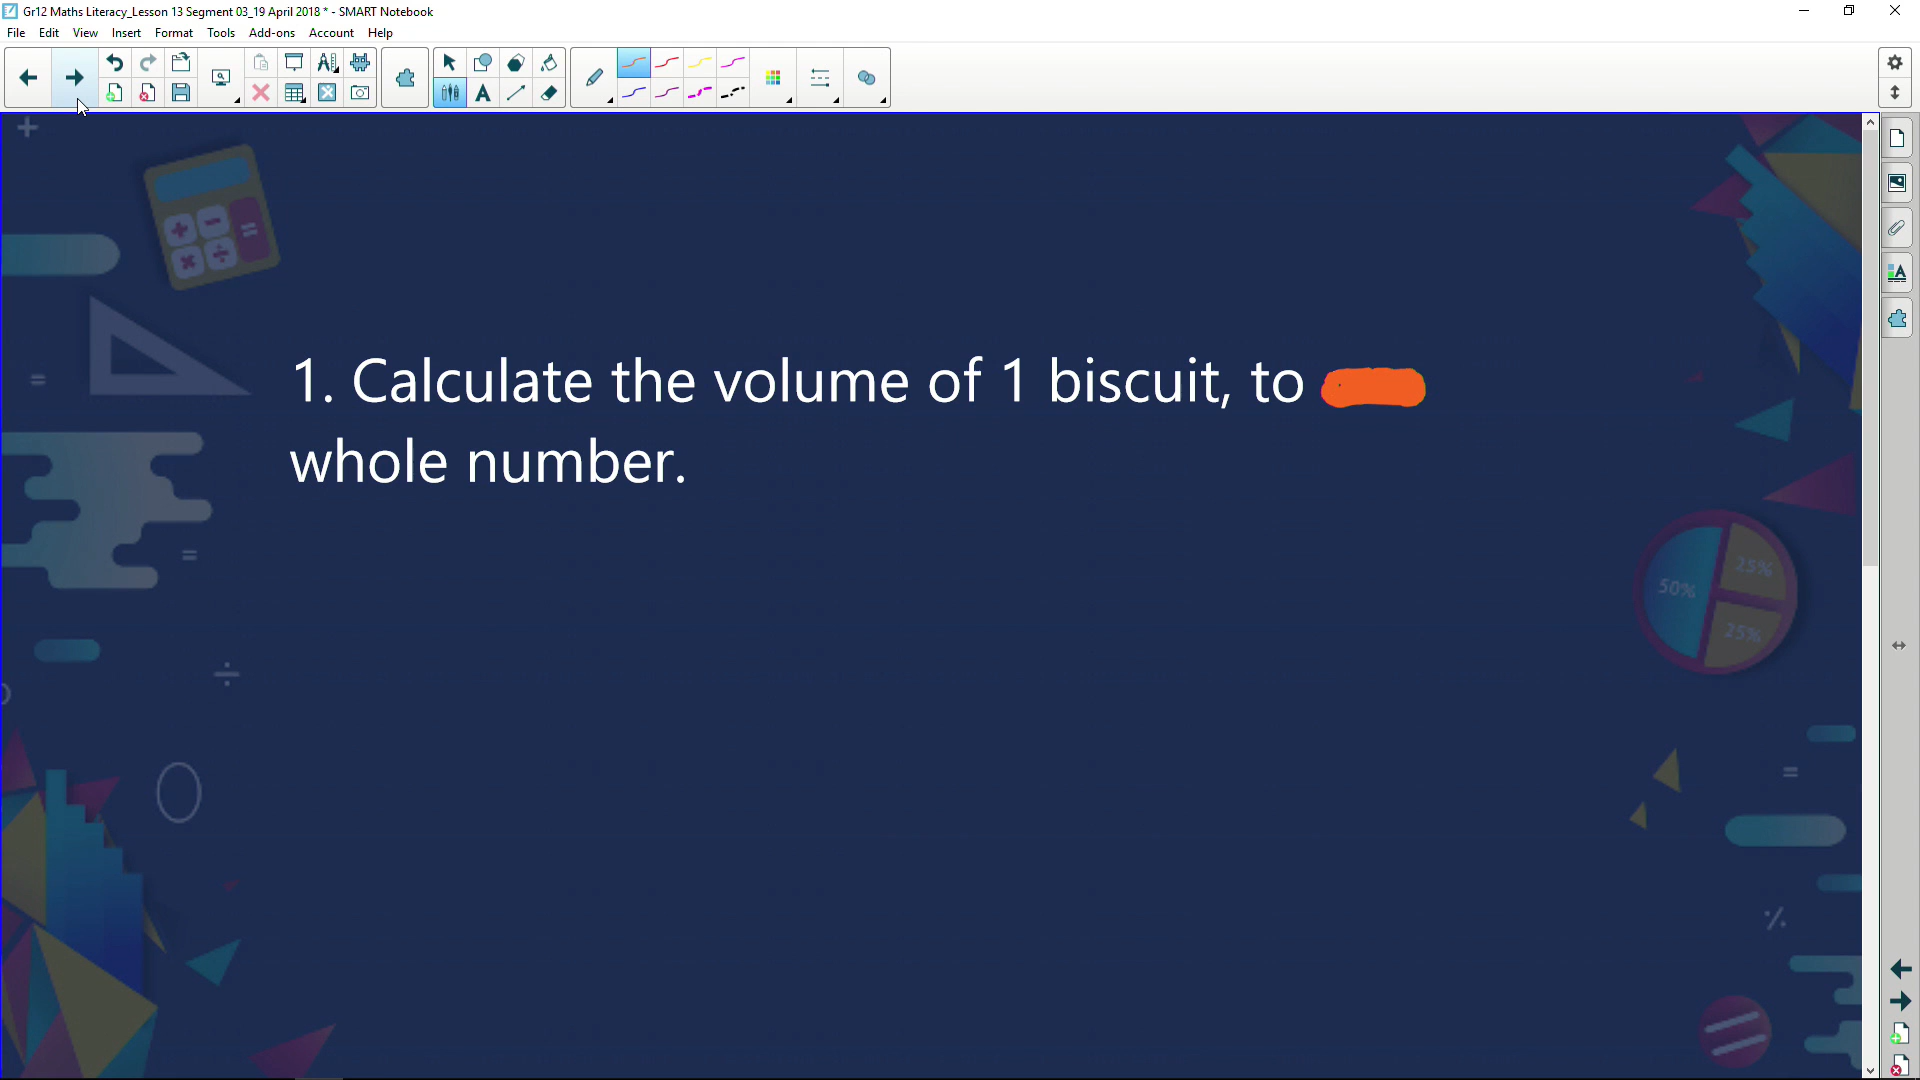 Gr12 Maths Literacy_Lesson 13 Segment 03_19 April 2018 * - SMART Notebook
File Edit View Insert Format Tools Add-ons Account Help
1. Calculate the volume of 1 biscuit, to
whole number.
50%
25%
25%